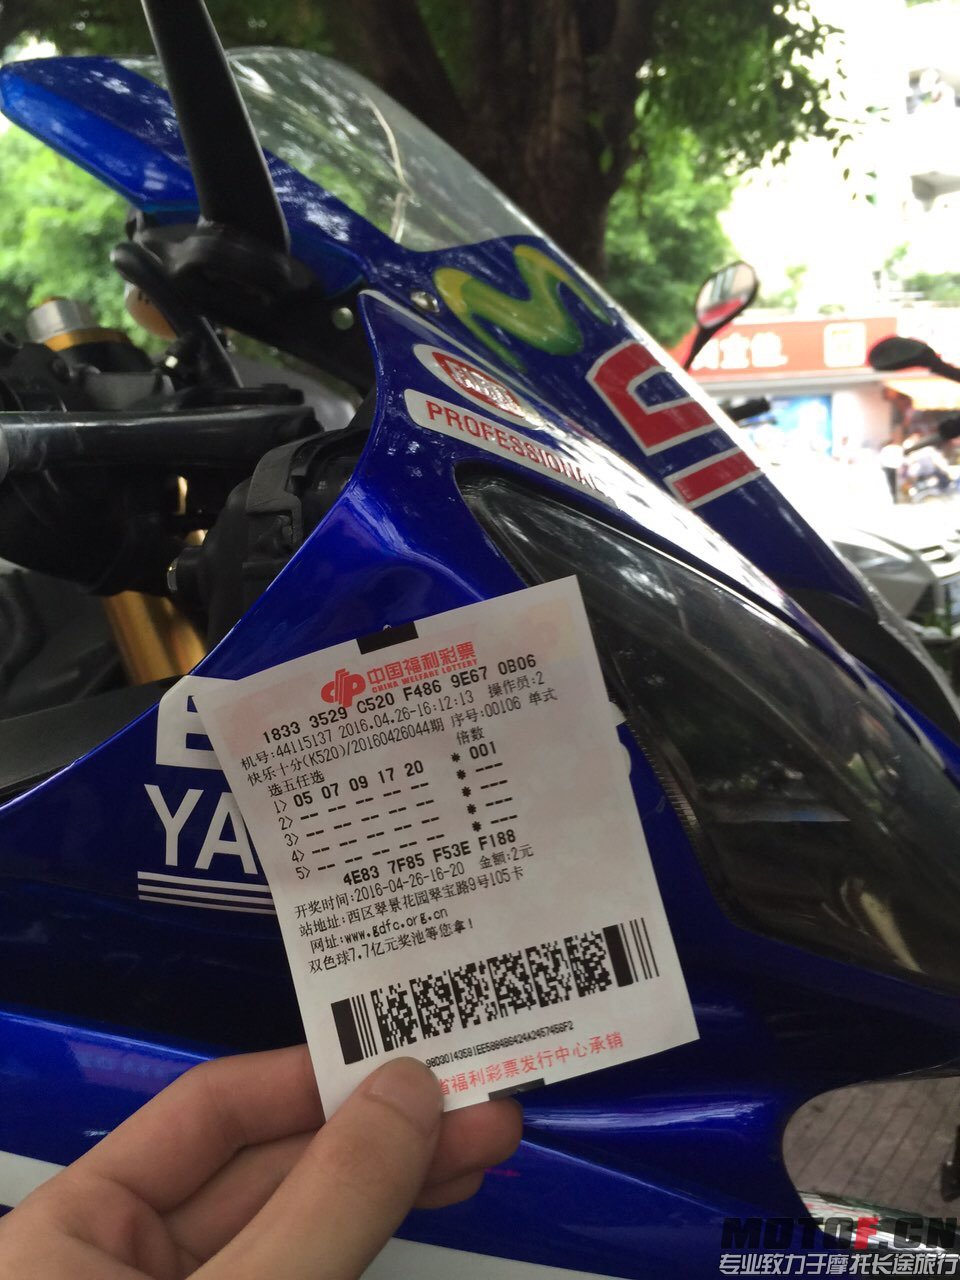 PROFESSIONAL
YA
中国福利彩票
CHINA WELFARE LOTTERY
1833 3529 C520 F486 9E67 0B06
机号:44115137 2016.04.26-16:12:13 操作员:2
快乐十分(K520)/20160426044期 序号:00106 单式
选五任选 倍数
1> 05 07 09 17 20 * 001
2> -- -- -- -- -- * ---
3> -- -- -- -- -- * ---
4> -- -- -- -- -- * ---
5> -- -- -- -- -- * ---
4E83 7F85 F53E F188
开奖时间:2016-04-26-16-20 金额:2元
站地址:西区翠景花园翠宝路9号105卡
网址:www.gdfc.org.cn
双色球7.7亿元奖池等您拿!
省福利彩票发行中心承销
MOTOF.CN
专业致力于摩托长途旅行